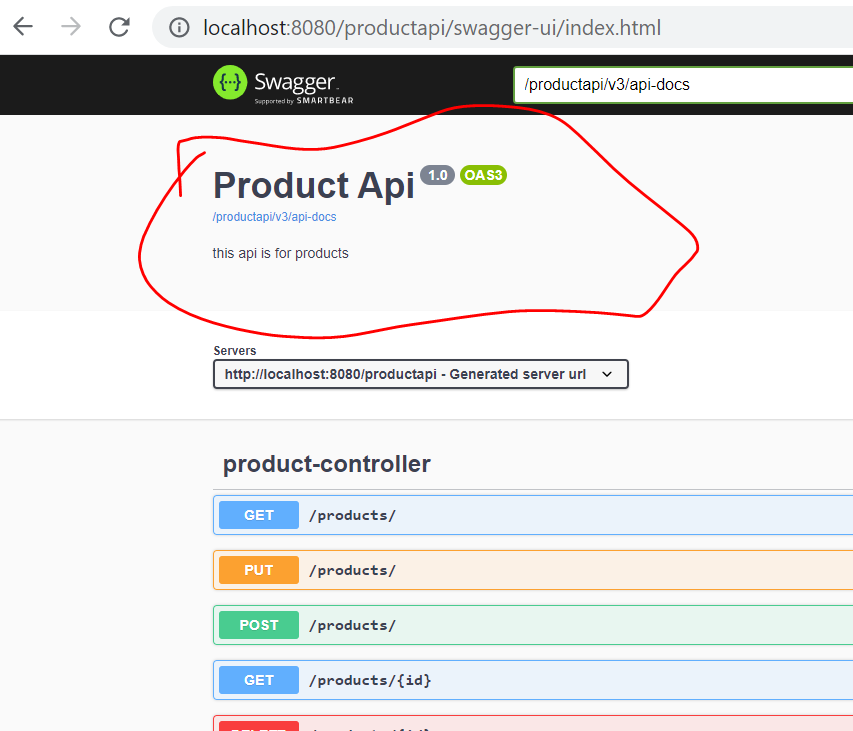 localhost:8080/productapi/swagger-ui/index.html
Swagger
Supported by SMARTBEAR
/productapi/v3/api-docs
Product Api 1.0 OAS3
/productapi/v3/api-docs
this api is for products
Servers
http://localhost:8080/productapi - Generated server url
product-controller
GET /products/
PUT /products/
POST /products/
GET /products/{id}